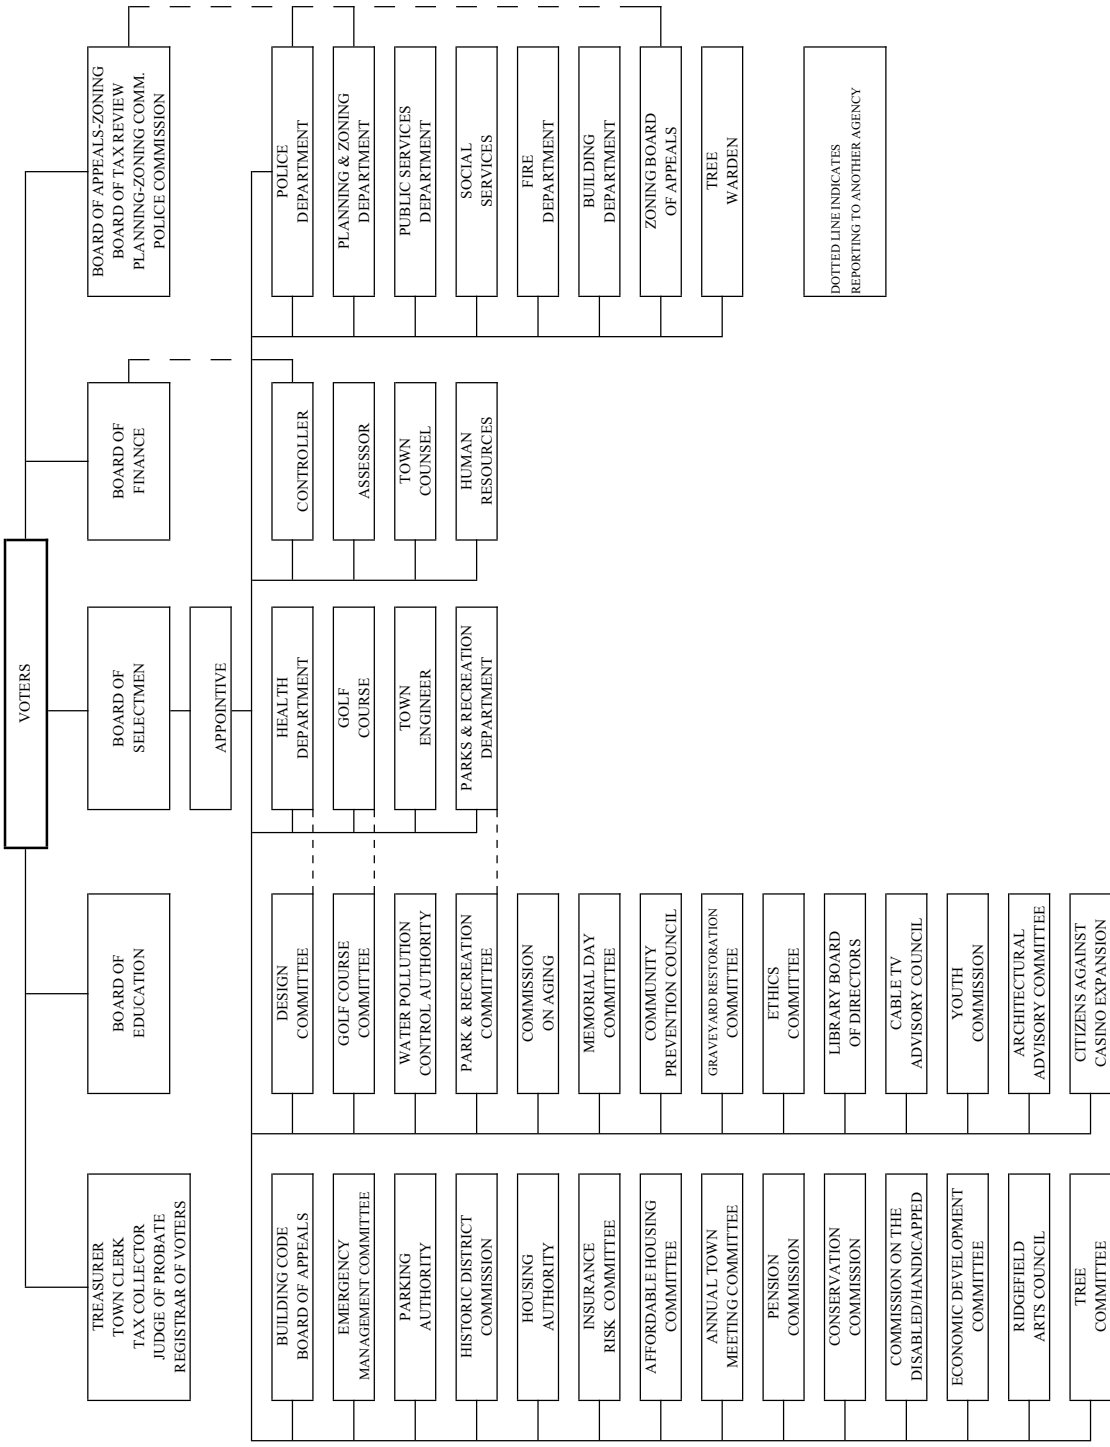 VOTERS
TREASURER
TOWN CLERK
TAX COLLECTOR
JUDGE OF PROBATE
REGISTRAR OF VOTERS
BOARD OF
EDUCATION
BOARD OF
SELECTMEN
BOARD OF
FINANCE
BOARD OF APPEALS-ZONING
BOARD OF TAX REVIEW
PLANNING-ZONING COMM.
POLICE COMMISSION
APPOINTIVE
BUILDING CODE
BOARD OF APPEALS
EMERGENCY
MANAGEMENT COMMITTEE
PARKING
AUTHORITY
HISTORIC DISTRICT
COMMISSION
HOUSING
AUTHORITY
INSURANCE
RISK COMMITTEE
AFFORDABLE HOUSING
COMMITTEE
ANNUAL TOWN
MEETING COMMITTEE
PENSION
COMMISSION
CONSERVATION
COMMISSION
COMMISSION ON THE
DISABLED/HANDICAPPED
ECONOMIC DEVELOPMENT
COMMITTEE
RIDGEFIELD
ARTS COUNCIL
TREE
COMMITTEE
DESIGN
COMMITTEE
GOLF COURSE
COMMITTEE
WATER POLLUTION
CONTROL AUTHORITY
PARK & RECREATION
COMMITTEE
COMMISSION
ON AGING
MEMORIAL DAY
COMMITTEE
COMMUNITY
PREVENTION COUNCIL
GRAVEYARD RESTORATION
COMMITTEE
ETHICS
COMMITTEE
LIBRARY BOARD
OF DIRECTORS
CABLE TV
ADVISORY COUNCIL
YOUTH
COMMISSION
ARCHITECTURAL
ADVISORY COMMITTEE
CITIZENS AGAINST
CASINO EXPANSION
HEALTH
DEPARTMENT
GOLF
COURSE
TOWN
ENGINEER
PARKS & RECREATION
DEPARTMENT
CONTROLLER
ASSESSOR
TOWN
COUNSEL
HUMAN
RESOURCES
POLICE
DEPARTMENT
PLANNING & ZONING
DEPARTMENT
PUBLIC SERVICES
DEPARTMENT
SOCIAL
SERVICES
FIRE
DEPARTMENT
BUILDING
DEPARTMENT
ZONING BOARD
OF APPEALS
TREE
WARDEN
DOTTED LINE INDICATES
REPORTING TO ANOTHER AGENCY